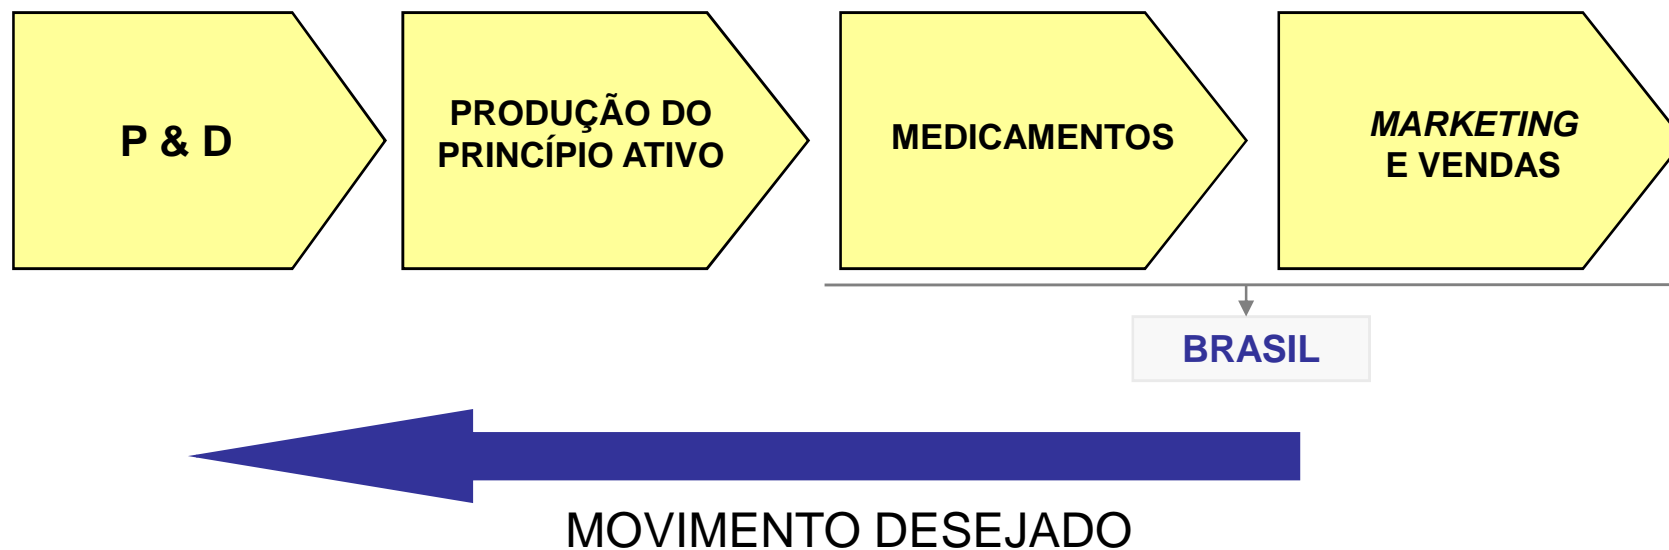 P & D
PRODUÇÃO DO
PRINCÍPIO ATIVO
MEDICAMENTOS
MARKETING
E VENDAS
BRASIL
MOVIMENTO DESEJADO